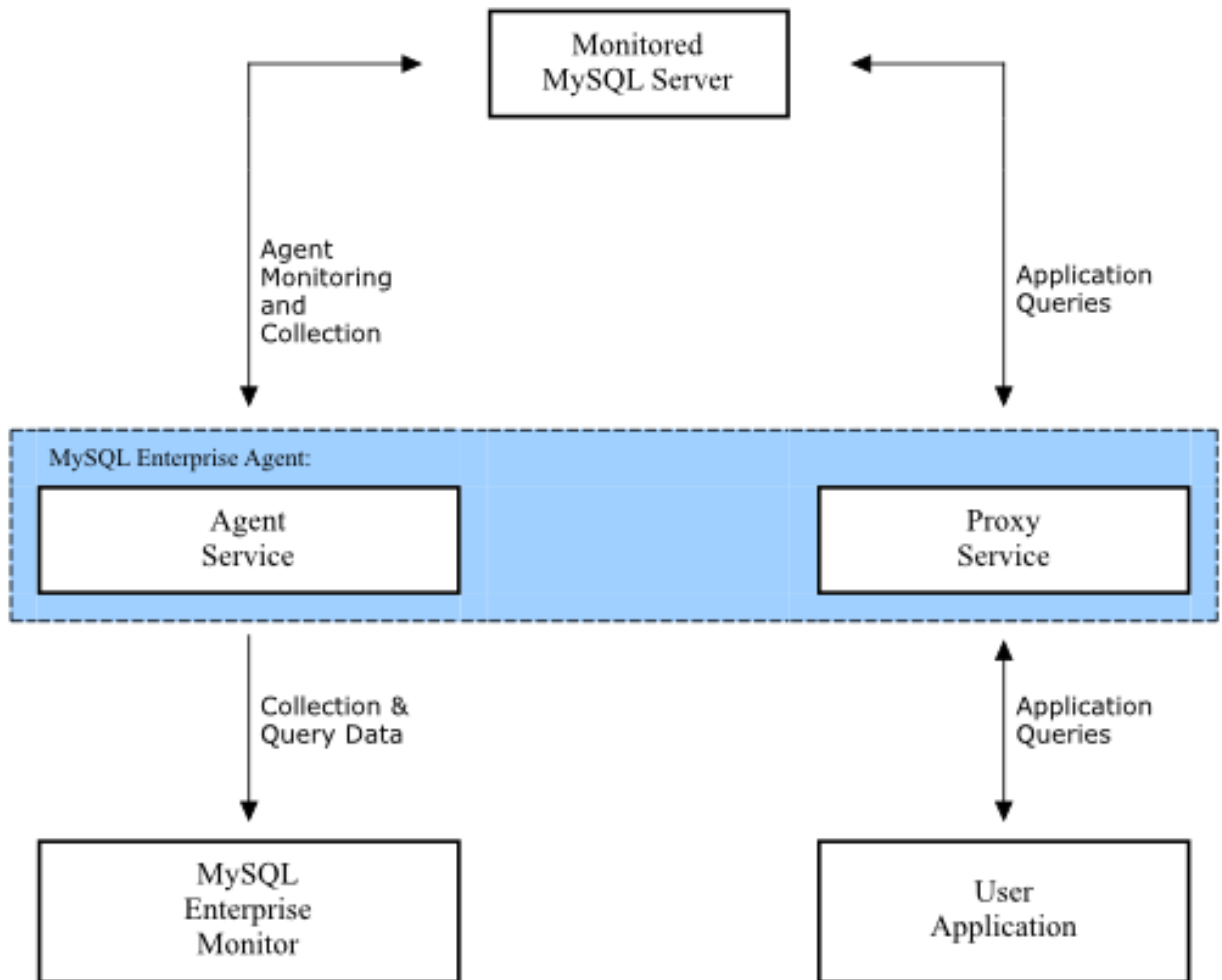 Monitored
MySQL Server
Agent
Monitoring
and
Collection
Application
Queries
MySQL Enterprise Agent:
Agent
Service
Proxy
Service
Collection &
Query Data
Application
Queries
MySQL
Enterprise
Monitor
User
Application